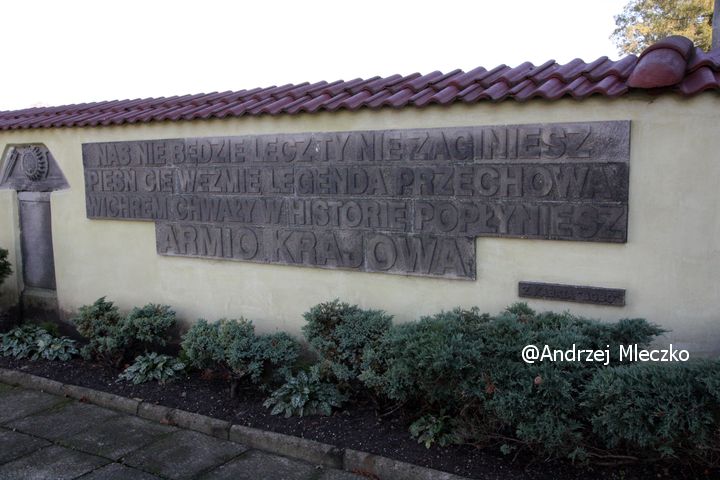 NAS NIE BĘDZIE LECZ TY NIE ZAGINIESZ
PIEŚŃ CIĘ WEŹMIE LEGENDA PRZECHOWA
WICHREM CHWAŁY W HISTORIĘ POPŁYNIESZ
ARMIO KRAJOWA
@Andrzej Mleczko